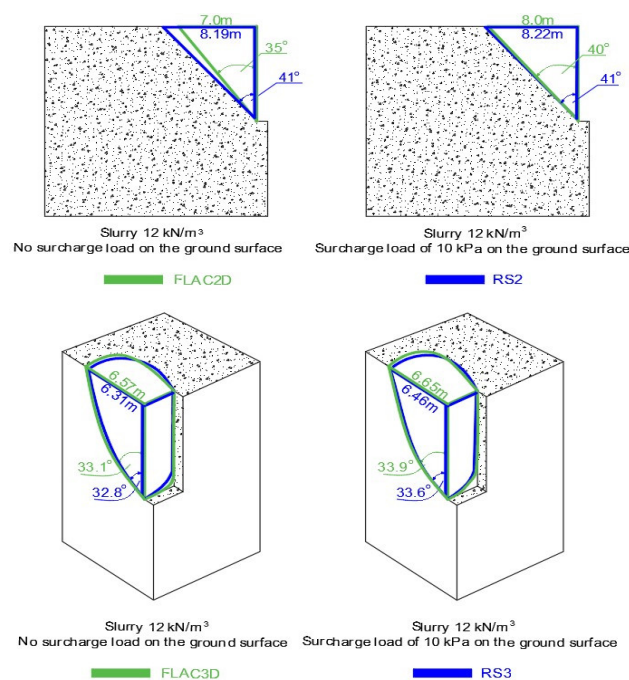 7.0m
8.19m
35°
41°
Slurry 12 kN/m³
No surcharge load on the ground surface
8.0m
8.22m
40°
41°
Slurry 12 kN/m³
Surcharge load of 10 kPa on the ground surface
FLAC2D
RS2
6.57m
6.31m
33.1°
32.8°
Slurry 12 kN/m³
No surcharge load on the ground surface
6.65m
6.46m
33.9°
33.6°
Slurry 12 kN/m³
Surcharge load of 10 kPa on the ground surface
FLAC3D
RS3